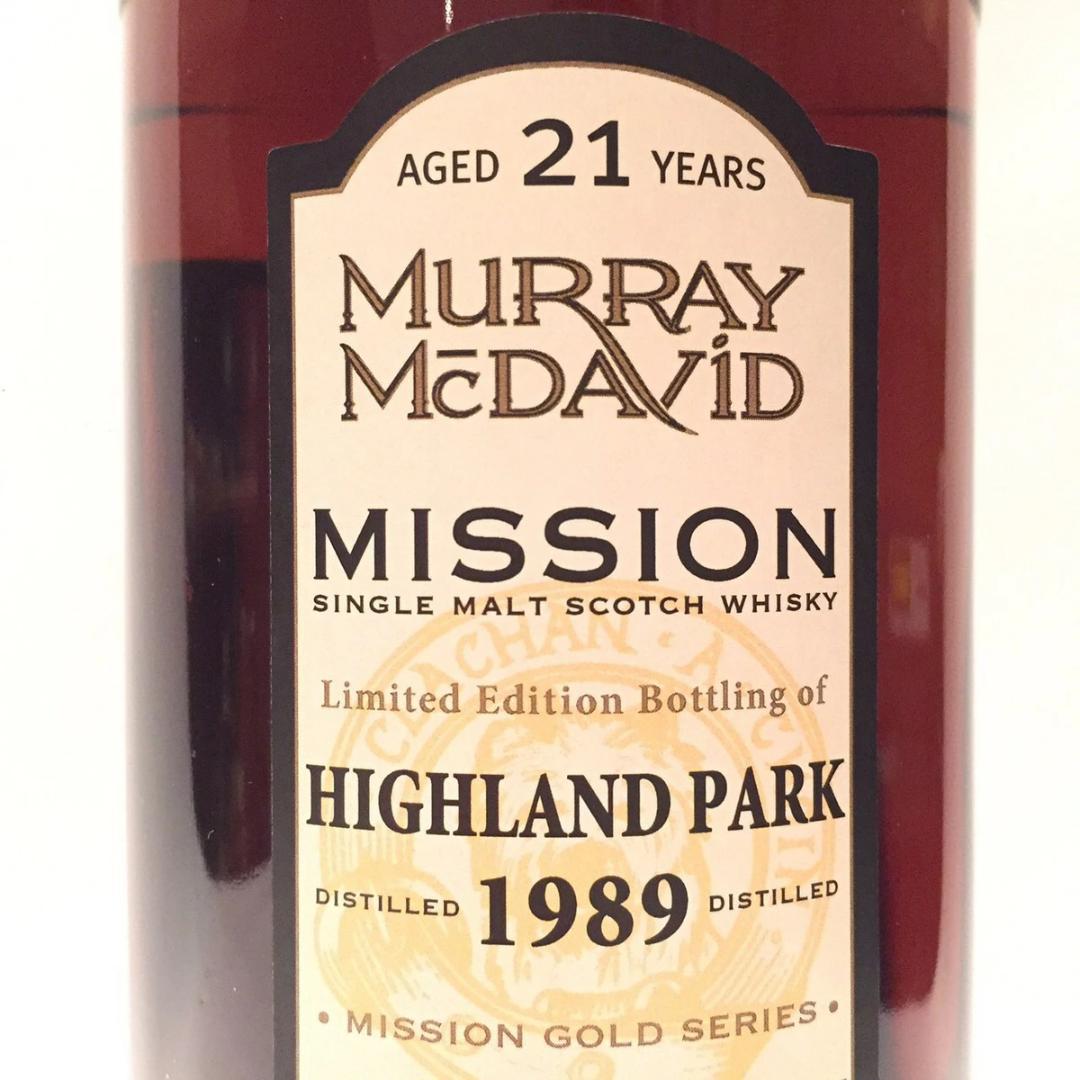 AGED 21 YEARS
MURRAY
McDAViD
MISSION
SINGLE MALT SCOTCH WHISKY
CLACHAN · A
Limited Edition Bottling of
HIGHLAND PARK
DISTILLED 1989 DISTILLED
• MISSION GOLD SERIES •